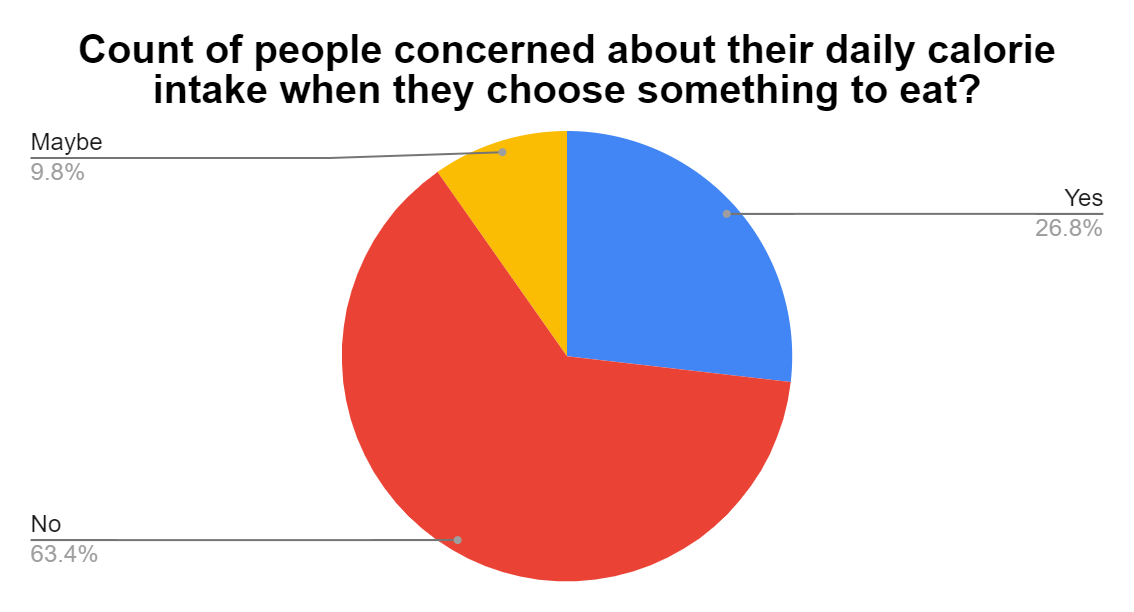 Count of people concerned about their daily calorie
intake when they choose something to eat?
Maybe
9.8%
Yes
26.8%
No
63.4%